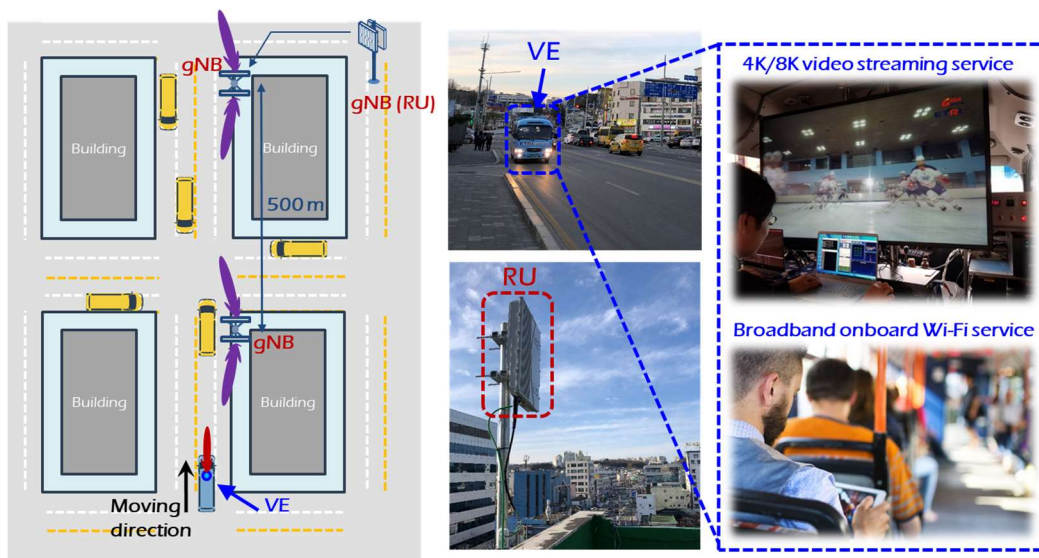 gNB
gNB (RU)
Building
Building
500 m
gNB
Building
Building
Moving
direction
VE
VE
RU
4K/8K video streaming service
Broadband onboard Wi-Fi service